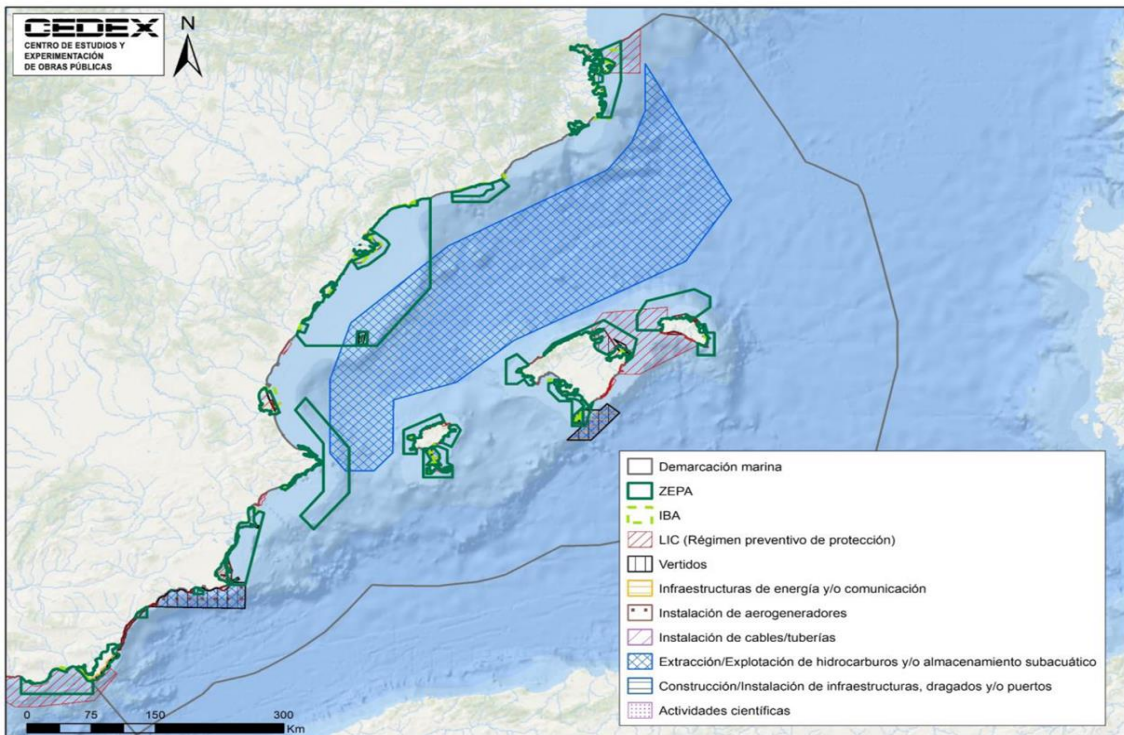 CEDEX
CENTRO DE ESTUDIOS Y
EXPERIMENTACIÓN
DE OBRAS PÚBLICAS
N
Demarcación marina
ZEPA
IBA
LIC (Régimen preventivo de protección)
Vertidos
Infraestructuras de energía y/o comunicación
Instalación de aerogeneradores
Instalación de cables/tuberías
Extracción/Explotación de hidrocarburos y/o almacenamiento subacuático
Construcción/Instalación de infraestructuras, dragados y/o puertos
Actividades científicas
0 75 150 300
Km